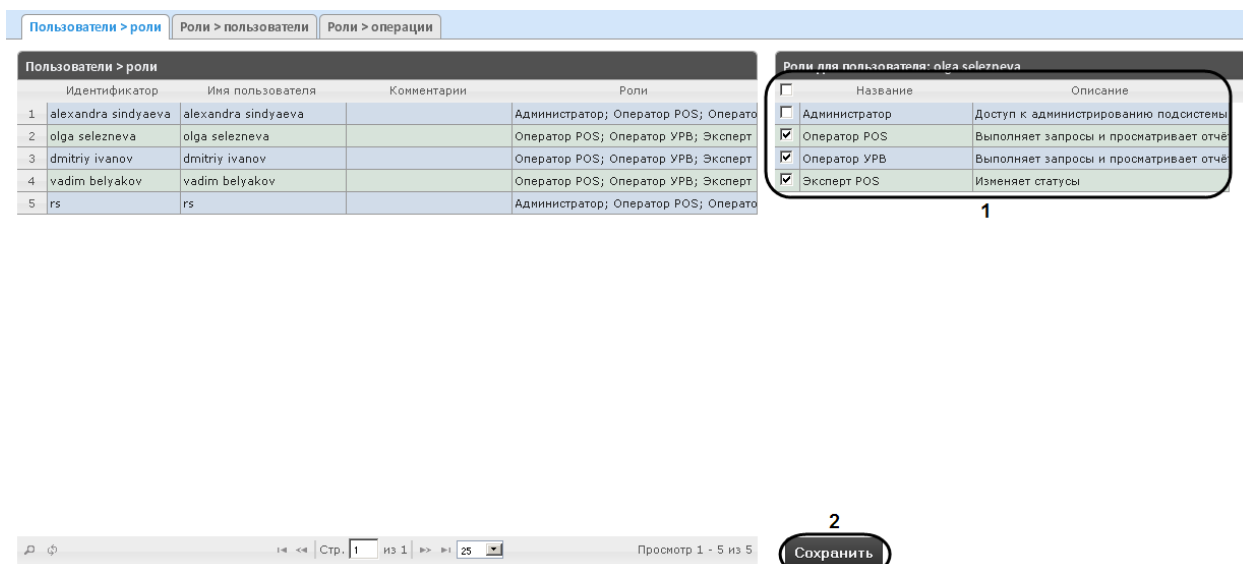 Пользователи > роли Роли > пользователи Роли > операции
Пользователи > роли
Идентификатор Имя пользователя Комментарии Роли
1 alexandra sindyaeva alexandra sindyaeva Администратор; Оператор POS; Операто
2 olga selezneva olga selezneva Оператор POS; Оператор УРВ; Эксперт
3 dmitriy ivanov dmitriy ivanov Оператор POS; Оператор УРВ; Эксперт
4 vadim belyakov vadim belyakov Оператор POS; Оператор УРВ; Эксперт
5 rs rs Администратор; Оператор POS; Операто
Роли для пользователя: olga selezneva
Название Описание
Администратор Доступ к администрированию подсистемы
Оператор POS Выполняет запросы и просматривает отчё
Оператор УРВ Выполняет запросы и просматривает отчё
Эксперт POS Изменяет статусы
1
2
Стр. 1 из 1 25 Просмотр 1 - 5 из 5
Сохранить